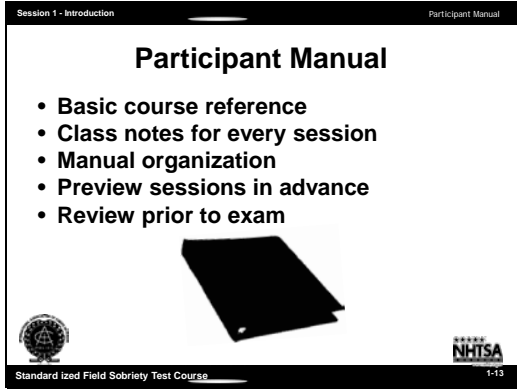 Session 1 - Introduction
Participant Manual
Participant Manual
• Basic course reference
• Class notes for every session
• Manual organization
• Preview sessions in advance
• Review prior to exam
NHTSA
Standard ized Field Sobriety Test Course
1-13